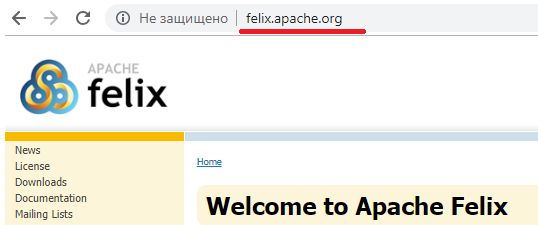 Не защищено felix.apache.org
APACHE
felix
News
License
Downloads
Documentation
Mailing Lists
Home
Welcome to Apache Felix